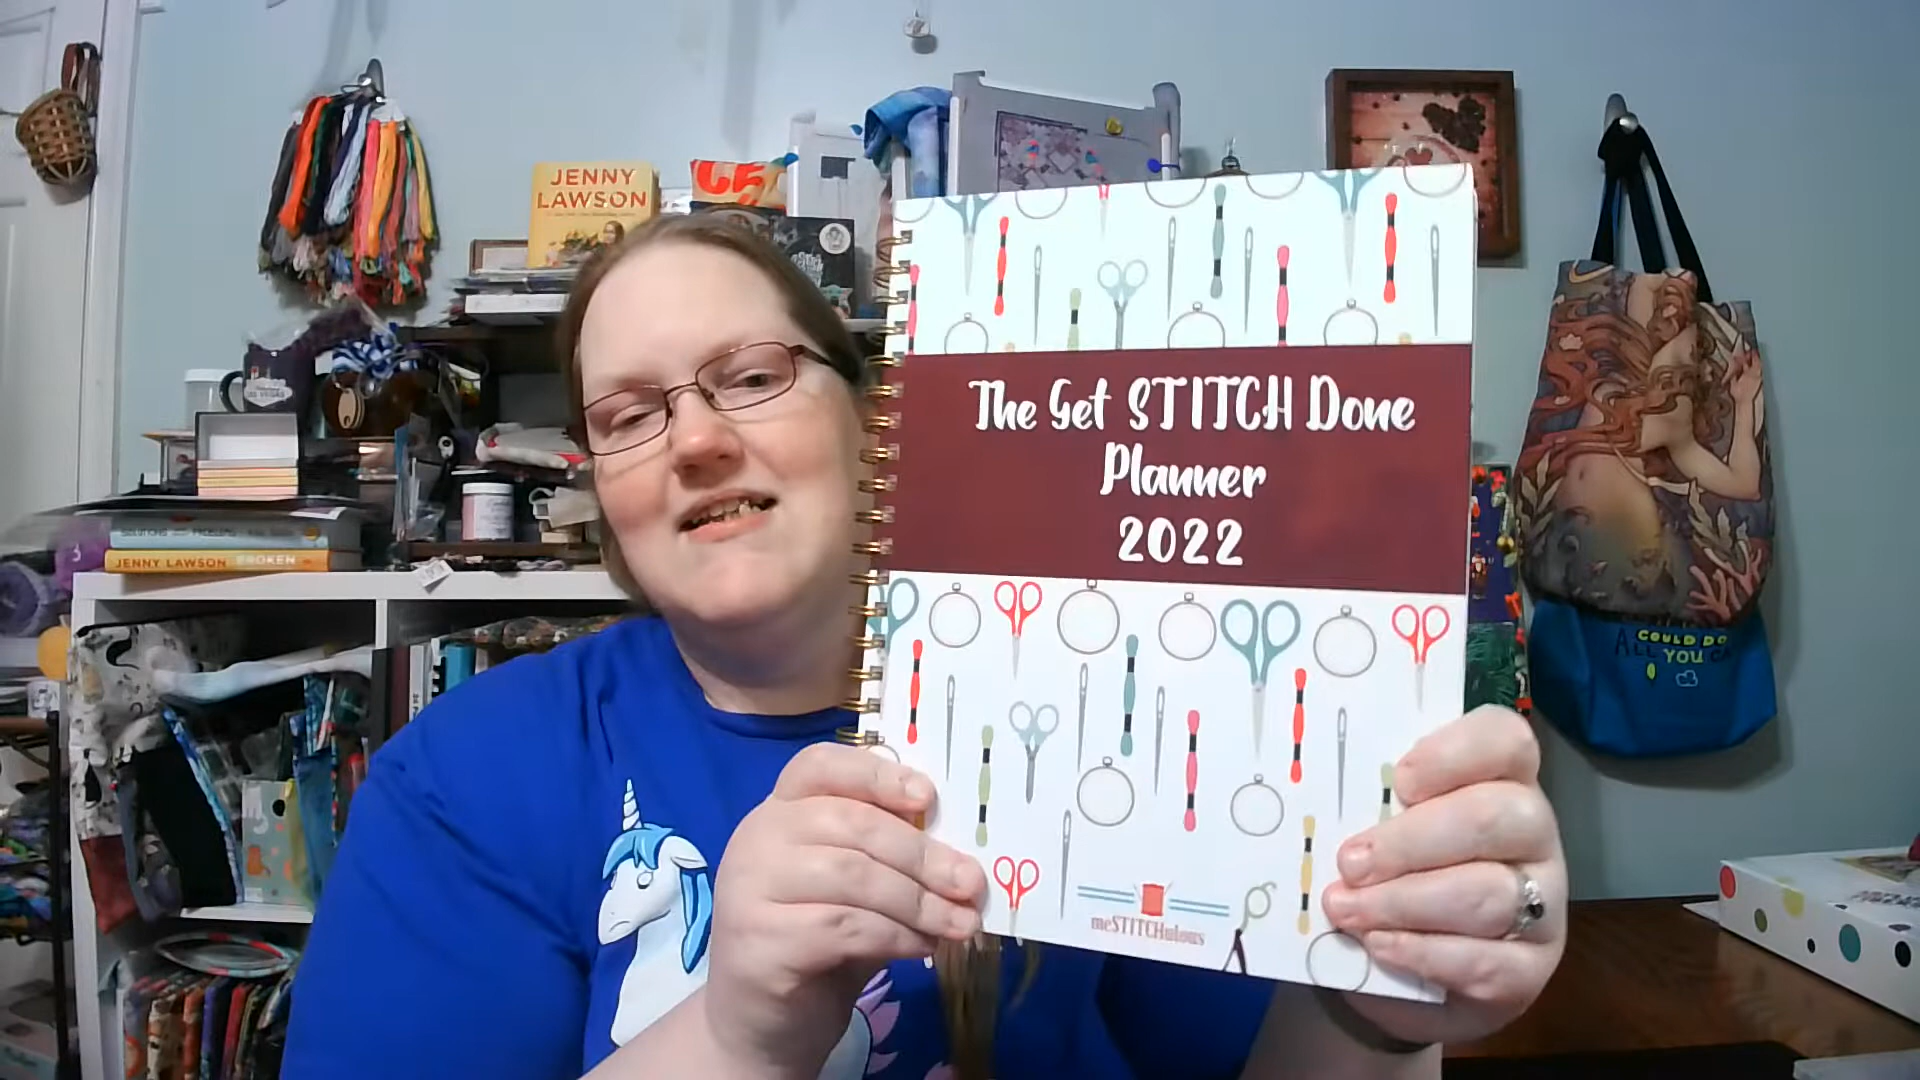 JENNY
LAWSON
The Get STITCH Done
Planner
2022
meSTITCHulous
JENNY LAWSON BROKEN
COULD DO
ALL YOU